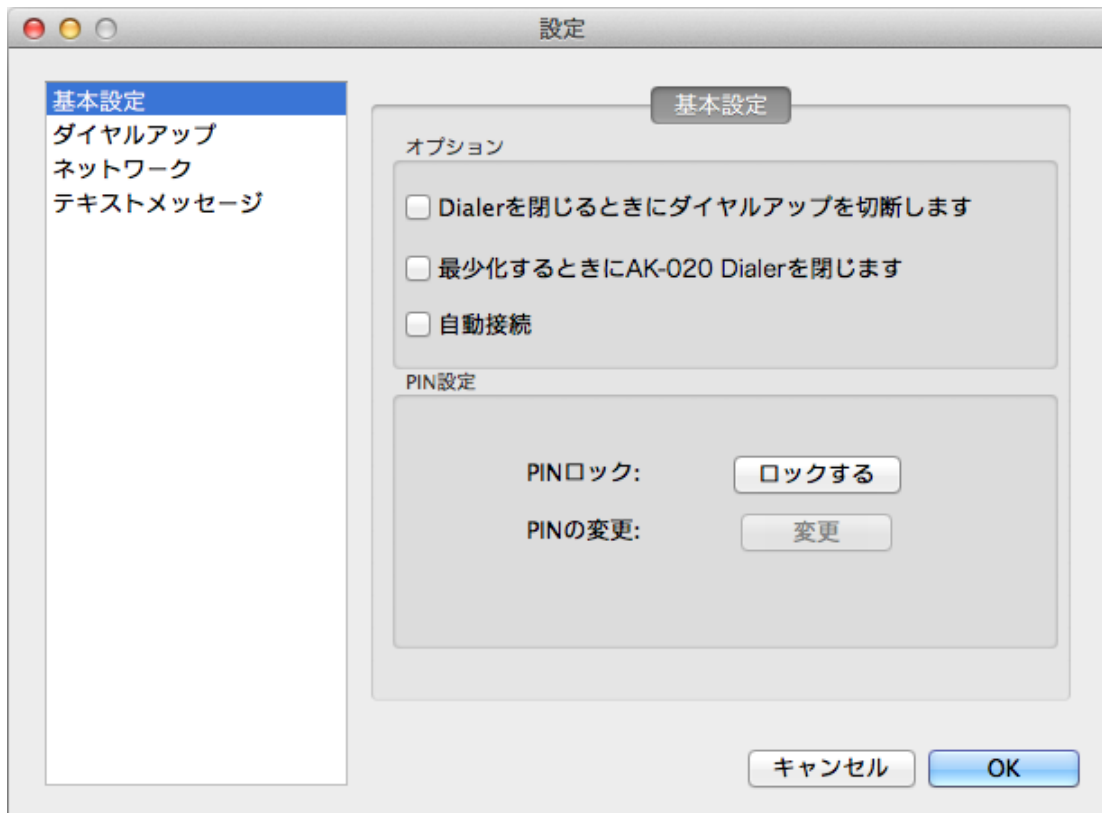 設定
基本設定
ダイヤルアップ
ネットワーク
テキストメッセージ
基本設定
オプション
Dialerを閉じるときにダイヤルアップを切断します
最少化するときにAK-020 Dialerを閉じます
自動接続
PIN設定
PINロック: ロックする
PINの変更: 変更
キャンセル OK